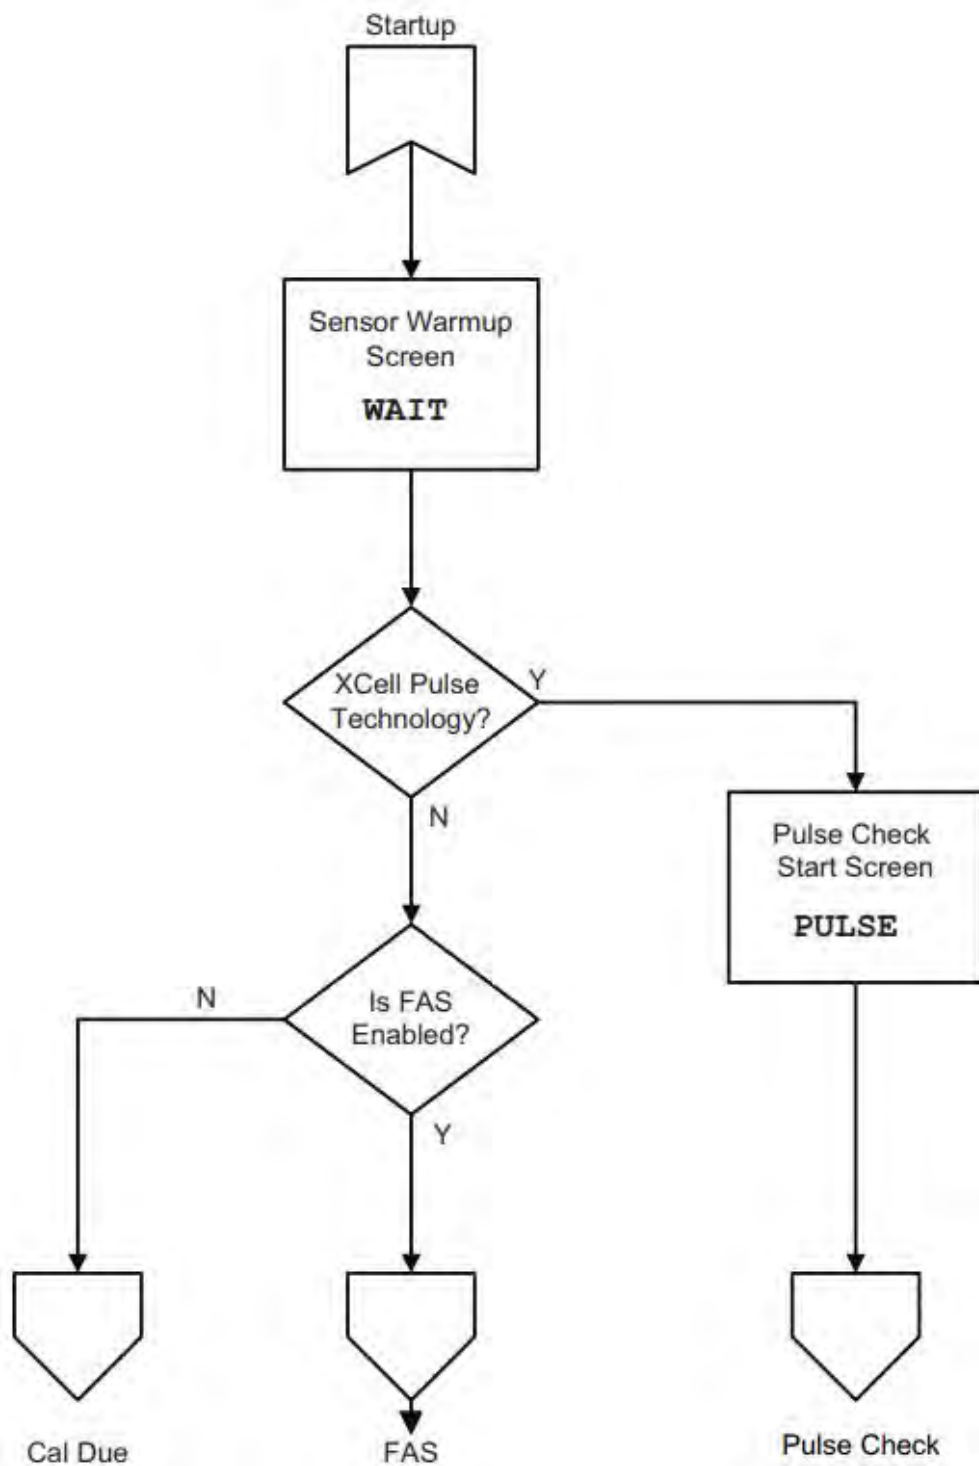 Startup
Sensor Warmup
Screen
WAIT
XCell Pulse
Technology?
Y
N
Pulse Check
Start Screen
PULSE
Is FAS
Enabled?
N
Y
Cal Due
FAS
Pulse Check